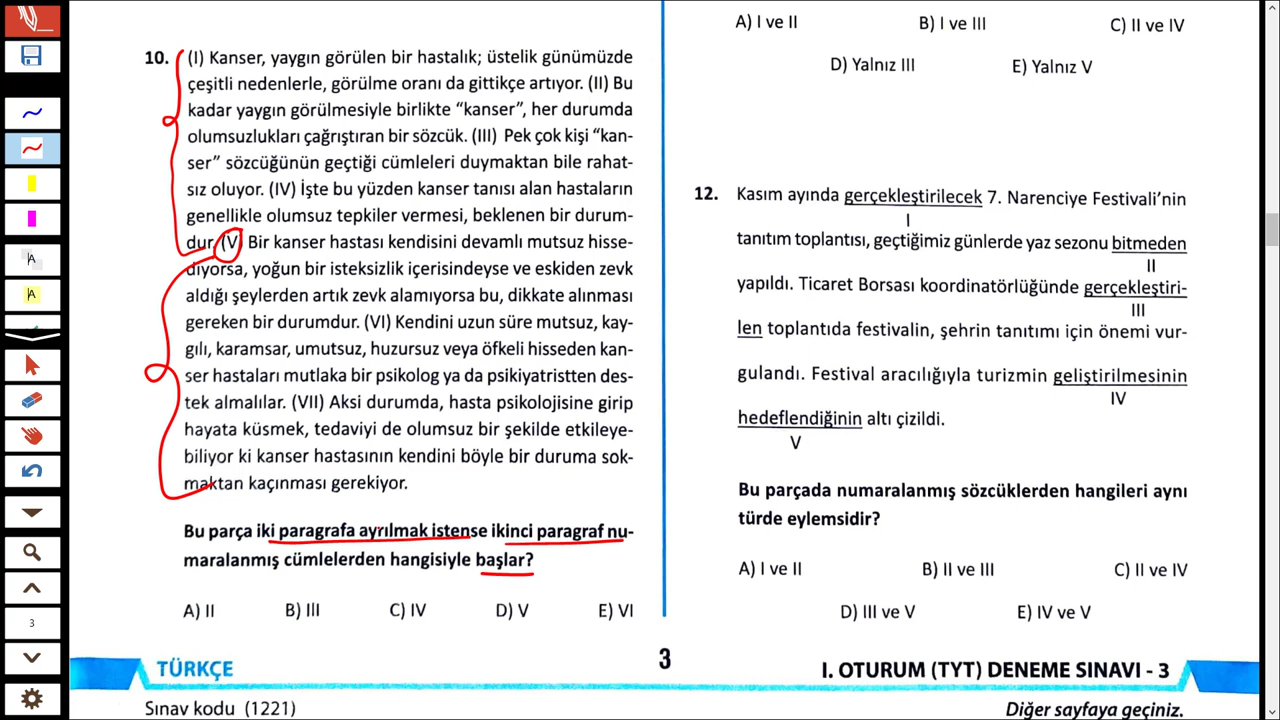 10. (I) Kanser, yaygın görülen bir hastalık; üstelik günümüzde
çeşitli nedenlerle, görülme oranı da gittikçe artıyor. (II) Bu
kadar yaygın görülmesiyle birlikte “kanser”, her durumda
olumsuzlukları çağrıştıran bir sözcük. (III) Pek çok kişi “kan-
ser” sözcüğünün geçtiği cümleleri duymaktan bile rahat-
sız oluyor. (IV) İşte bu yüzden kanser tanısı alan hastaların
genellikle olumsuz tepkiler vermesi, beklenen bir durum-
dur. (V) Bir kanser hastası kendisini devamlı mutsuz hisse-
diyorsa, yoğun bir isteksizlik içerisindeyse ve eskiden zevk
aldığı şeylerden artık zevk alamıyorsa bu, dikkate alınması
gereken bir durumdur. (VI) Kendini uzun süre mutsuz, kay-
gılı, karamsar, umutsuz, huzursuz veya öfkeli hisseden kan-
ser hastaları mutlaka bir psikolog ya da psikiyatristten des-
tek almalılar. (VII) Aksi durumda, hasta psikolojisine girip
hayata küsmek, tedaviyi de olumsuz bir şekilde etkileye-
biliyor ki kanser hastasının kendini böyle bir duruma sok-
maktan kaçınması gerekiyor.
Bu parça iki paragrafa ayrılmak istense ikinci paragraf nu-
maralanmış cümlelerden hangisiyle başlar?
A) II B) III C) IV D) V E) VI
A) I ve II B) I ve III C) II ve IV
D) Yalnız III E) Yalnız V
12. Kasım ayında gerçekleştirilecek 7. Narenciye Festivali’nin
I
tanıtım toplantısı, geçtiğimiz günlerde yaz sezonu bitmeden
II
yapıldı. Ticaret Borsası koordinatörlüğünde gerçekleştiri-
III
len toplantıda festivalin, şehrin tanıtımı için önemi vur-
gulandı. Festival aracılığıyla turizmin geliştirilmesinin
IV
hedeflendiğinin altı çizildi.
V
Bu parçada numaralanmış sözcüklerden hangileri aynı
türde eylemsidir?
A) I ve II B) II ve III C) II ve IV
D) III ve V E) IV ve V
TÜRKÇE 3 I. OTURUM (TYT) DENEME SINAVI - 3
Sınav kodu (1221) Diğer sayfaya geçiniz.
A
A
3